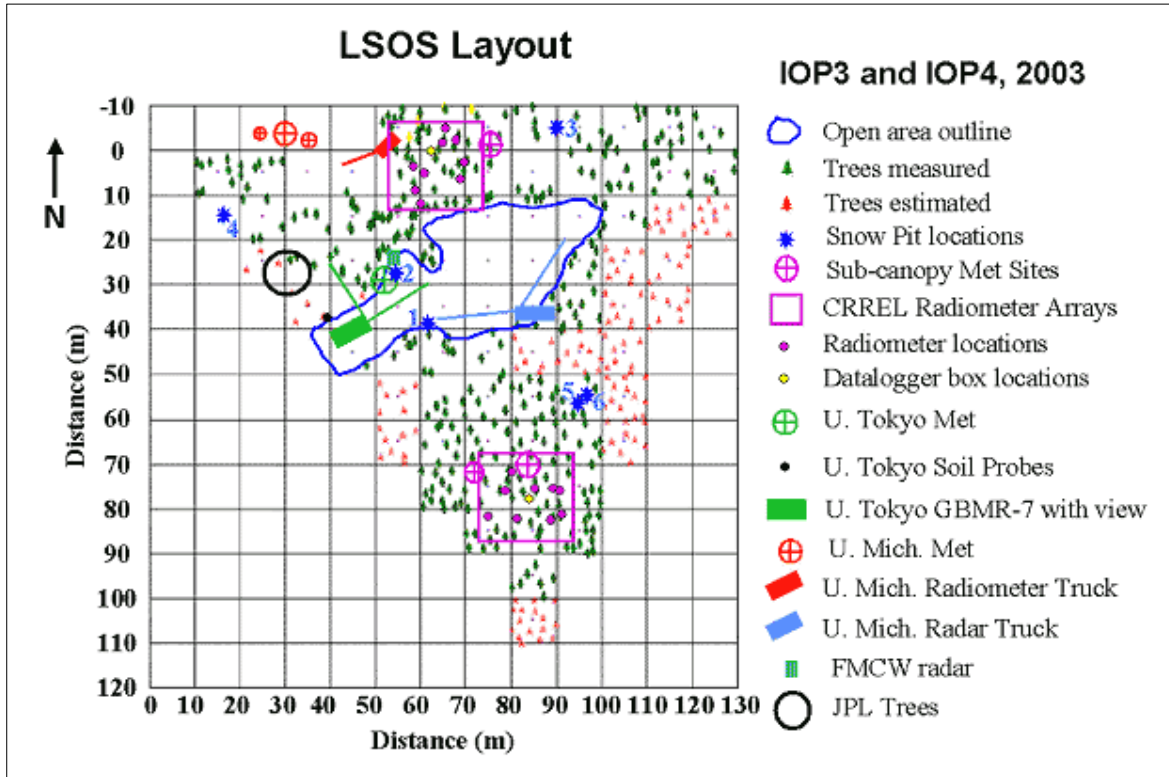 LSOS Layout
IOP3 and IOP4, 2003
-10
0
10
20
30
40
50
60
70
80
90
100
110
120
N
Distance (m)
0 10 20 30 40 50 60 70 80 90 100 110 120 130
Distance (m)
3
4
2
1
5 6
Open area outline
Trees measured
Trees estimated
Snow Pit locations
Sub-canopy Met Sites
CRREL Radiometer Arrays
Radiometer locations
Datalogger box locations
U. Tokyo Met
U. Tokyo Soil Probes
U. Tokyo GBMR-7 with view
U. Mich. Met
U. Mich. Radiometer Truck
U. Mich. Radar Truck
FMCW radar
JPL Trees